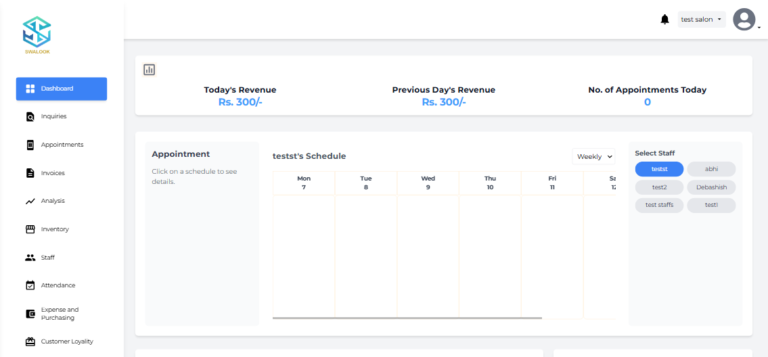 SWALOOK
test salon
Dashboard
Inquiries
Appointments
Invoices
Analysis
Inventory
Staff
Attendance
Expense and
Purchasing
Customer Loyality
Today's Revenue
Rs. 300/-
Previous Day's Revenue
Rs. 300/-
No. of Appointments Today
0
Appointment
Click on a schedule to see
details.
testst's Schedule
Weekly
Mon
7
Tue
8
Wed
9
Thu
10
Fri
11
Sa
12
Select Staff
testst
abhi
test2
Debashish
test staffs
test!